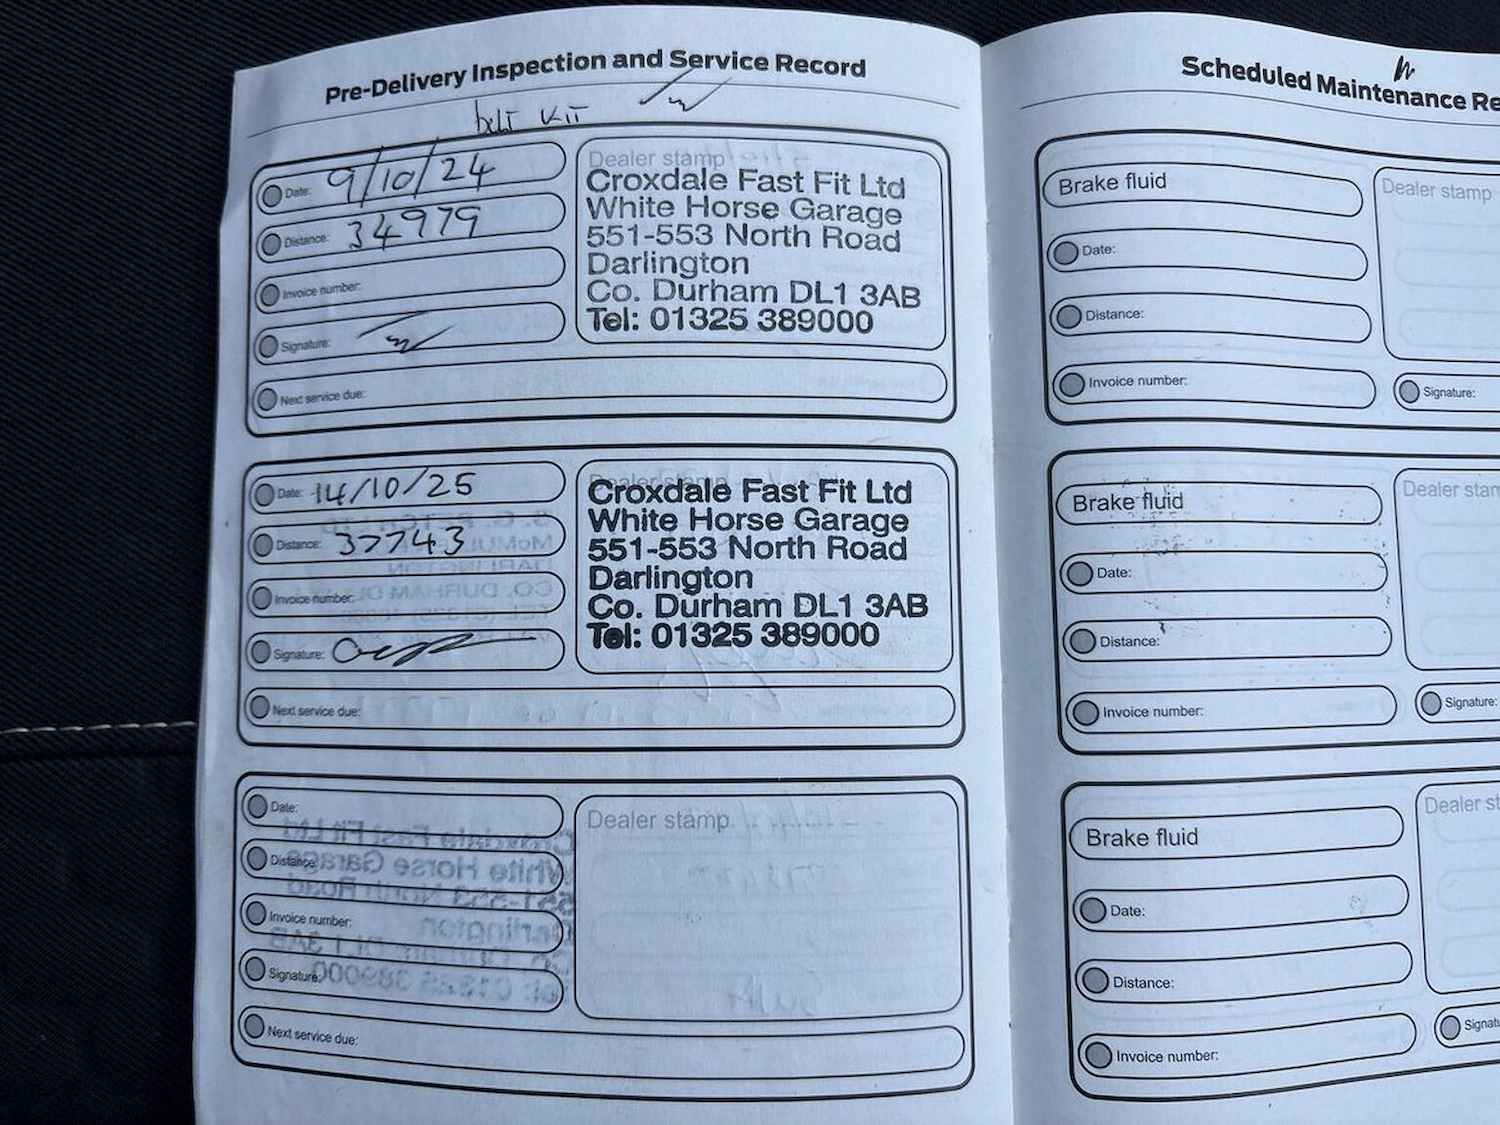 Pre-Delivery Inspection and Service Record
belt kit
Date: 9/10/24
Distance: 34979
Invoice number:
Signature:
Next service due:
Dealer stamp
Croxdale Fast Fit Ltd
White Horse Garage
551-553 North Road
Darlington
Co. Durham DL1 3AB
Tel: 01325 389000
Date: 14/10/25
Distance: 37743
Invoice number:
Signature:
Next service due:
Dealer stamp
Croxdale Fast Fit Ltd
White Horse Garage
551-553 North Road
Darlington
Co. Durham DL1 3AB
Tel: 01325 389000
Date:
Distance:
Invoice number:
Signature:
Next service due:
Dealer stamp
Scheduled Maintenance Re
Brake fluid
Date:
Distance:
Invoice number:
Dealer stamp
Signature:
Brake fluid
Date:
Distance:
Invoice number:
Dealer stam
Signature:
Brake fluid
Date:
Distance:
Invoice number:
Dealer st
Signatu